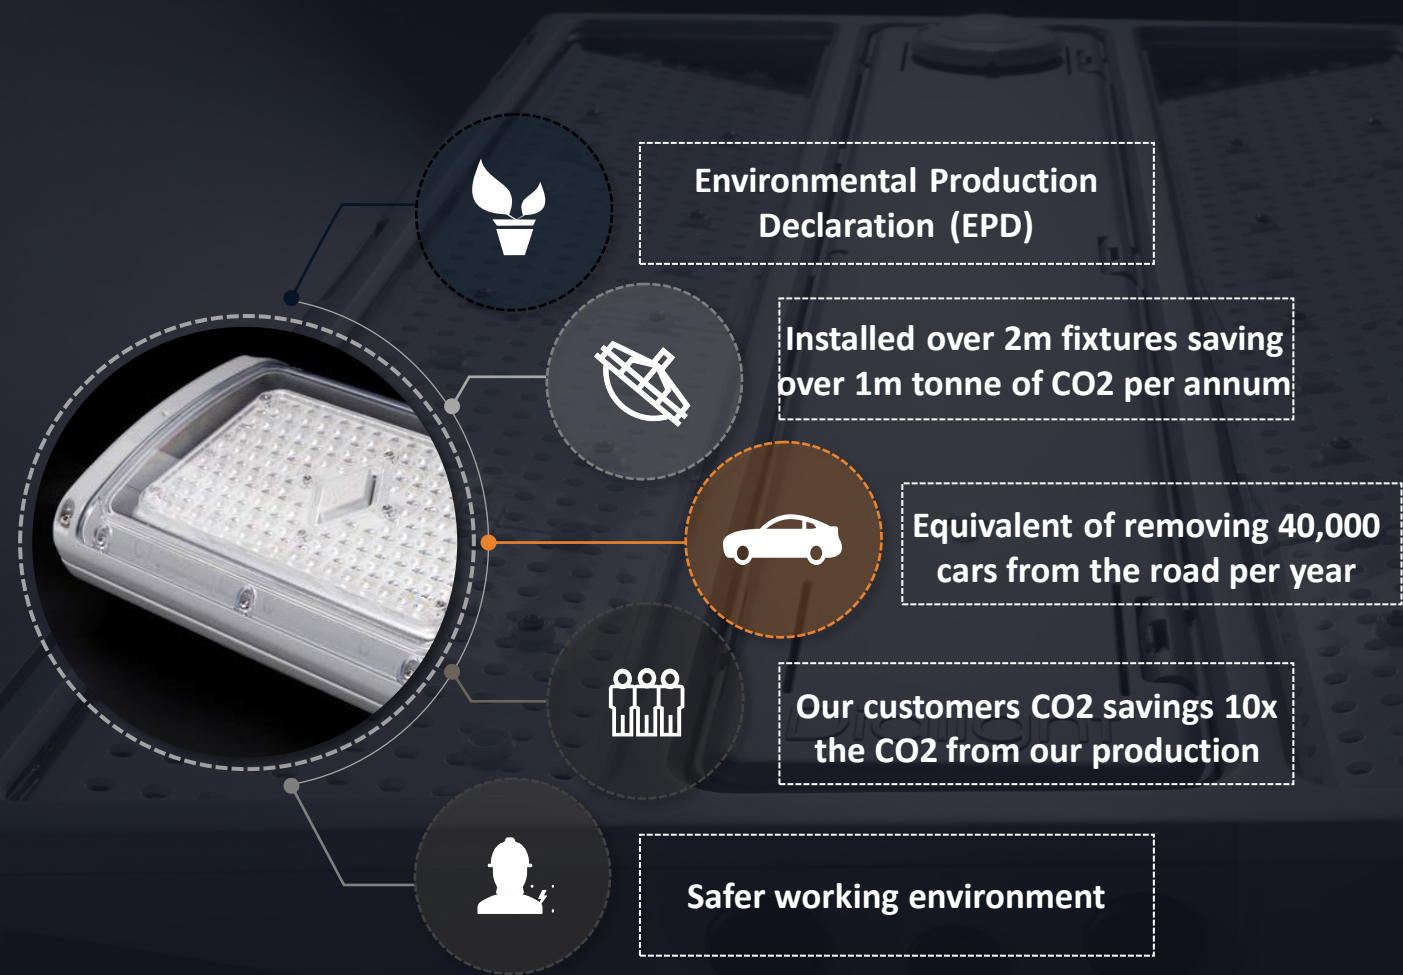 Environmental Production
Declaration (EPD)
Installed over 2m fixtures saving
over 1m tonne of CO2 per annum
Equivalent of removing 40,000
cars from the road per year
Our customers CO2 savings 10x
the CO2 from our production
Dialight
Safer working environment